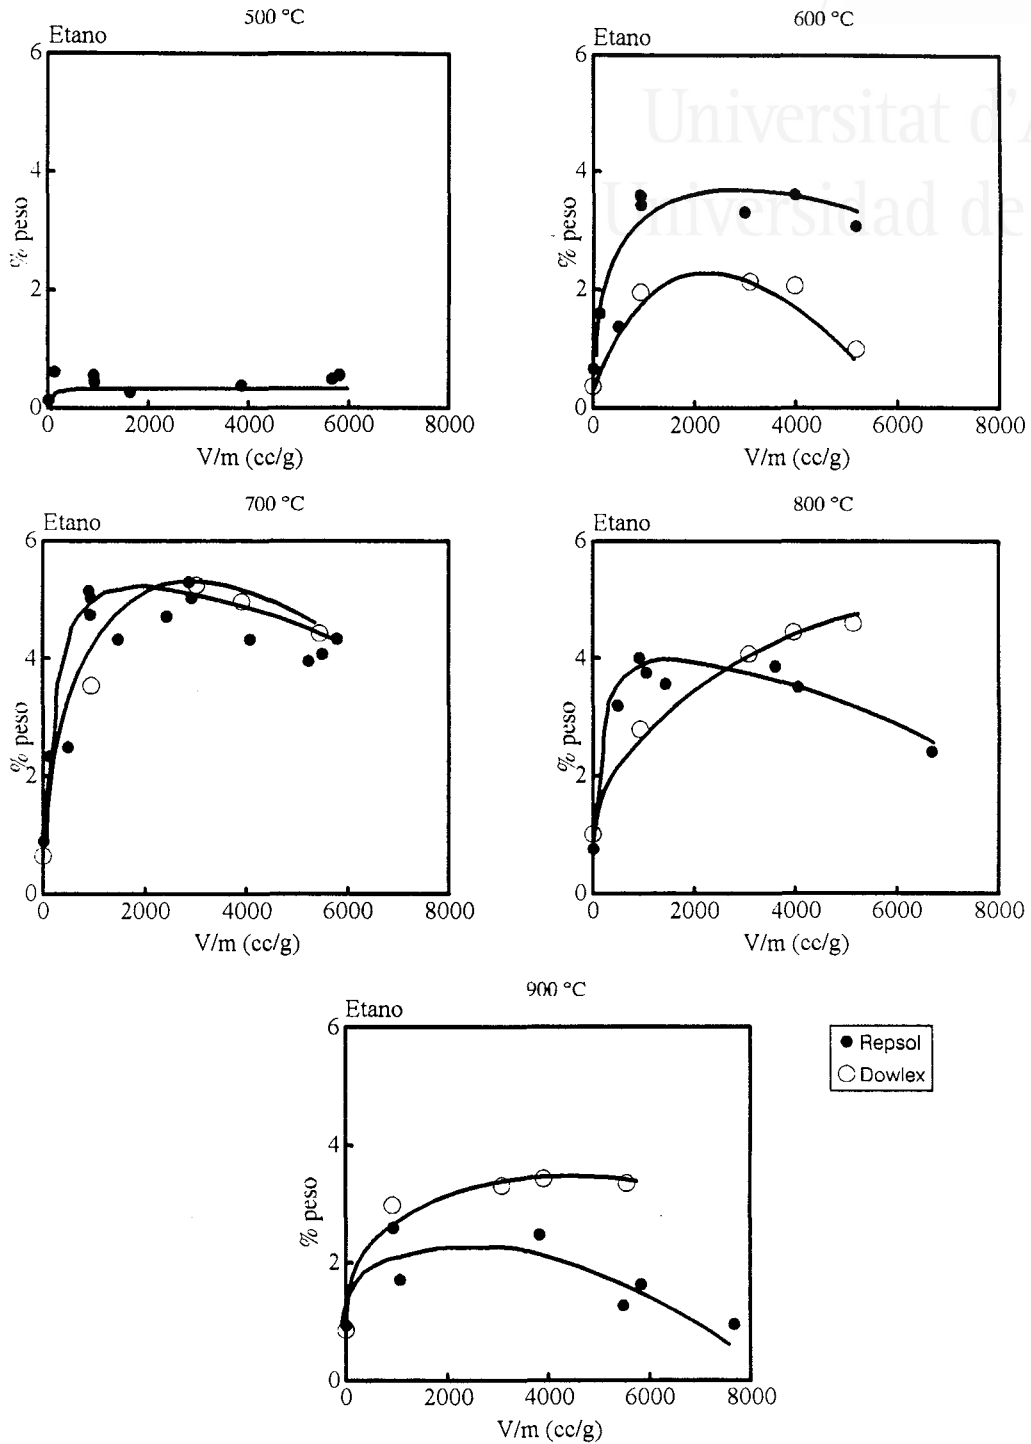 500 °C
Etano
6
4
2
0
% peso
0 2000 4000 6000 8000
V/m (cc/g)
600 °C
Etano
6
4
2
0
% peso
0 2000 4000 6000 8000
V/m (cc/g)
Universitat d'A
Universidad de
700 °C
Etano
6
4
2
0
% peso
0 2000 4000 6000 8000
V/m (cc/g)
800 °C
Etano
6
4
2
0
% peso
0 2000 4000 6000 8000
V/m (cc/g)
900 °C
Etano
6
4
2
0
% peso
0 2000 4000 6000 8000
V/m (cc/g)
Repsol
Dowlex